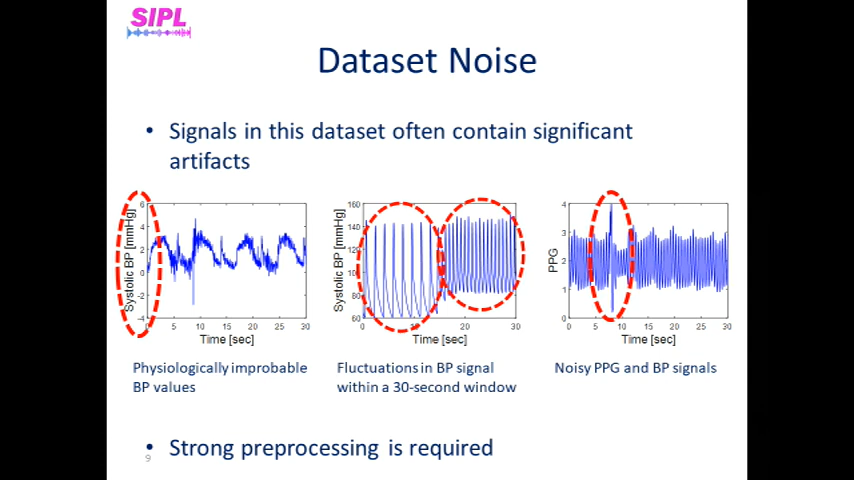 SIPL
Dataset Noise
• Signals in this dataset often contain significant
artifacts
Systolic BP [mmHg]
6
4
2
0
-2
-4
5
10
15
20
25
30
Time [sec]
Systolic BP [mmHg]
160
140
120
100
80
60
0
20
30
Time [sec]
PPG
4
3
2
1
0
0
5
10
15
20
25
30
Time [sec]
Physiologically improbable
BP values
Fluctuations in BP signal
within a 30-second window
Noisy PPG and BP signals
• Strong preprocessing is required
9